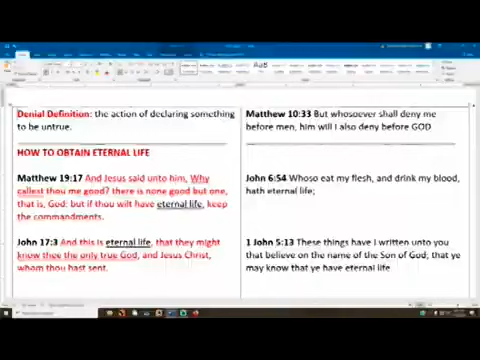 Denial Definition: the action of declaring something
to be untrue.
HOW TO OBTAIN ETERNAL LIFE
Matthew 19:17 And Jesus said unto him, Why
callest thou me good? there is none good but one,
that is, God: but if thou wilt have eternal life, keep
the commandments.
John 17:3 And this is eternal life, that they might
know thee the only true God, and Jesus Christ,
whom thou hast sent.
Matthew 10:33 But whosoever shall deny me
before men, him will I also deny before GOD
John 6:54 Whoso eat my flesh, and drink my blood,
hath eternal life;
1 John 5:13 These things have I written unto you
that believe on the name of the Son of God; that ye
may know that ye have eternal life